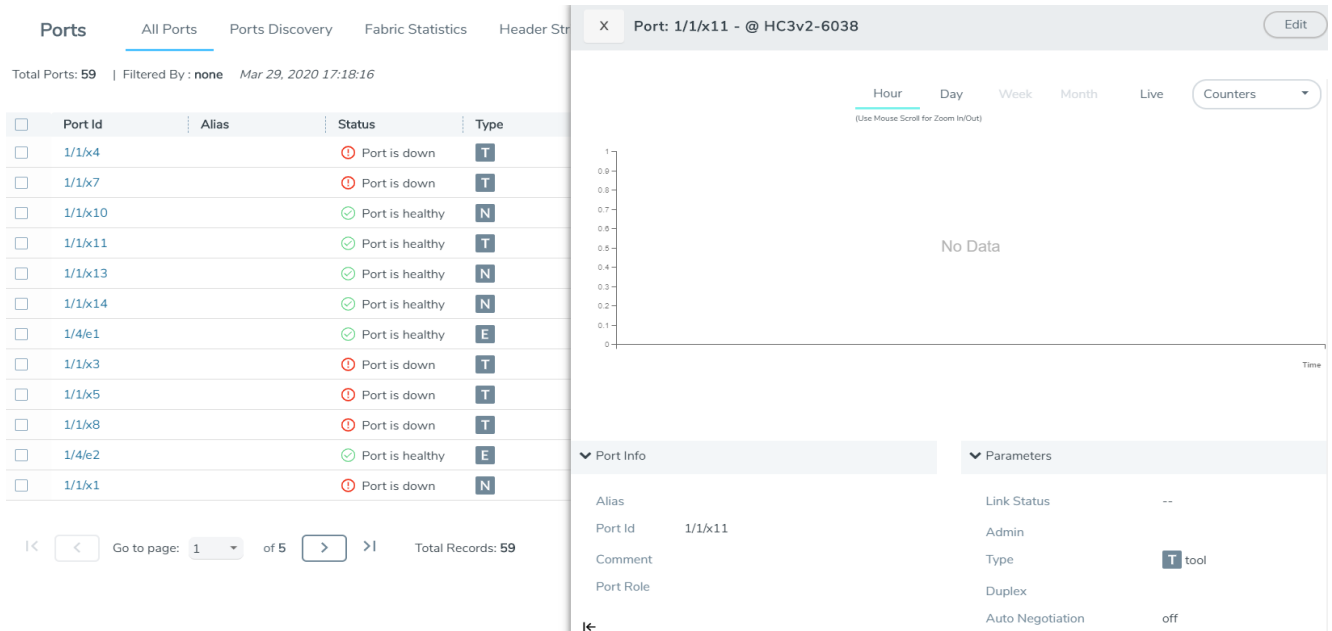 Ports All Ports Ports Discovery Fabric Statistics Header Str
Total Ports: 59 | Filtered By : none Mar 29, 2020 17:18:16
Port Id Alias Status Type
1/1/x4 Port is down T
1/1/x7 Port is down T
1/1/x10 Port is healthy N
1/1/x11 Port is healthy T
1/1/x13 Port is healthy N
1/1/x14 Port is healthy N
1/4/e1 Port is healthy E
1/1/x3 Port is down T
1/1/x5 Port is down T
1/1/x8 Port is down T
1/4/e2 Port is healthy E
1/1/x1 Port is down N
Go to page: 1 of 5 Total Records: 59
X Port: 1/1/x11 - @ HC3v2-6038 Edit
Hour Day Week Month Live Counters
(Use Mouse Scroll for Zoom In/Out)
1
0.9
0.8
0.7
0.6
0.5
0.4
0.3
0.2
0.1
0
No Data
Time
Port Info
Alias
Port Id 1/1/x11
Comment
Port Role
Parameters
Link Status --
Admin
Type T tool
Duplex
Auto Negotiation off